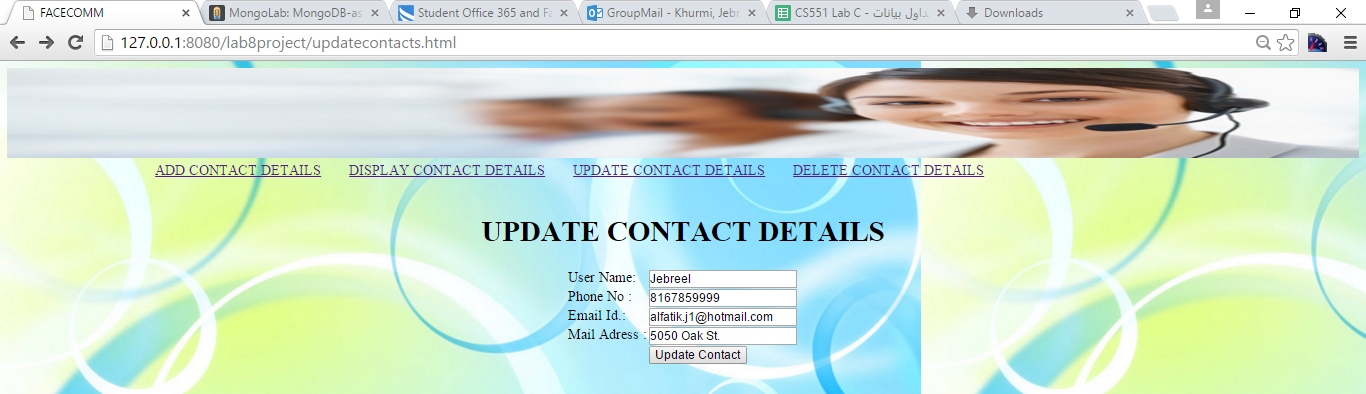 FACECOMM
MongoLab: MongoDB-as
Student Office 365 and Fa
GroupMail - Khurmi, Jebr
CS551 Lab C - جداول بيانات
Downloads
127.0.0.1:8080/lab8project/updatecontacts.html
ADD CONTACT DETAILS DISPLAY CONTACT DETAILS UPDATE CONTACT DETAILS DELETE CONTACT DETAILS
UPDATE CONTACT DETAILS
User Name: Jebreel
Phone No : 8167859999
Email Id.: alfatik.j1@hotmail.com
Mail Adress : 5050 Oak St.
Update Contact